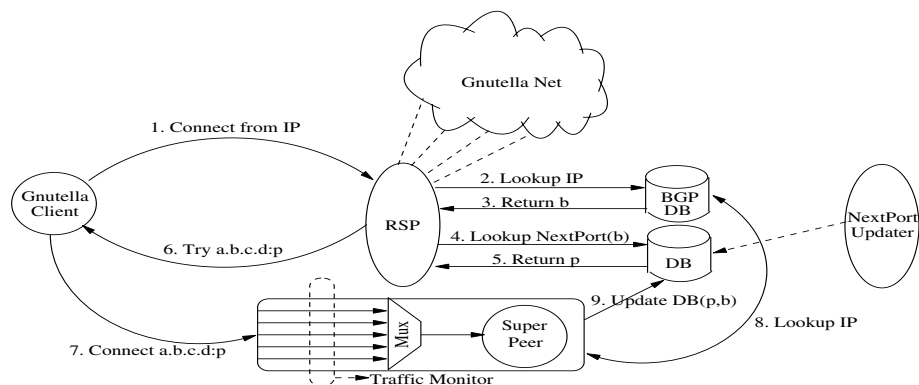 Gnutella Net
1. Connect from IP
Gnutella
Client
RSP
2. Lookup IP
3. Return b
BGP
DB
4. Lookup NextPort(b)
5. Return p
DB
NextPort
Updater
6. Try a.b.c.d:p
7. Connect a.b.c.d:p
Mux
Super
Peer
9. Update DB(p,b)
8. Lookup IP
Traffic Monitor